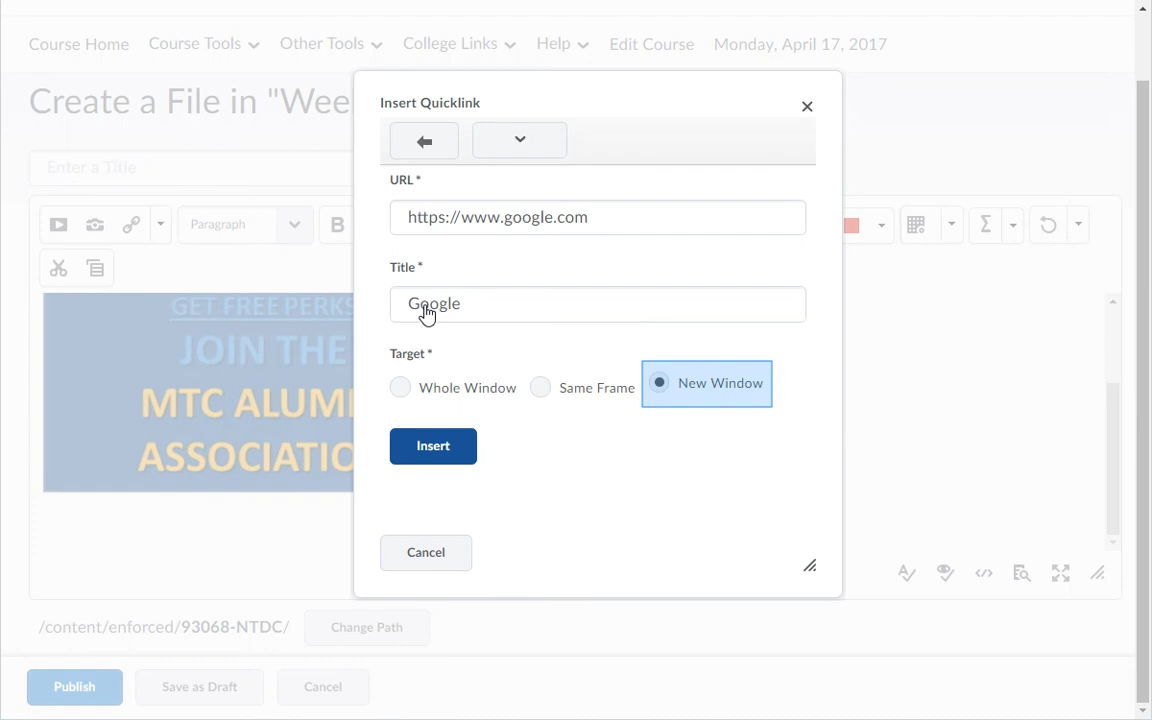 Course Home Course Tools Other Tools College Links Help Edit Course Monday, April 17, 2017
Create a File in "Wee
Insert Quicklink
Enter a Title
URL *
https://www.google.com
Paragraph B
Title *
Google
GET FREE PERKS
JOIN THE
MTC ALUM
ASSOCIATIO
Target *
Whole Window Same Frame New Window
Insert
Cancel
/content/enforced/93068-NTDC/ Change Path
Publish Save as Draft Cancel